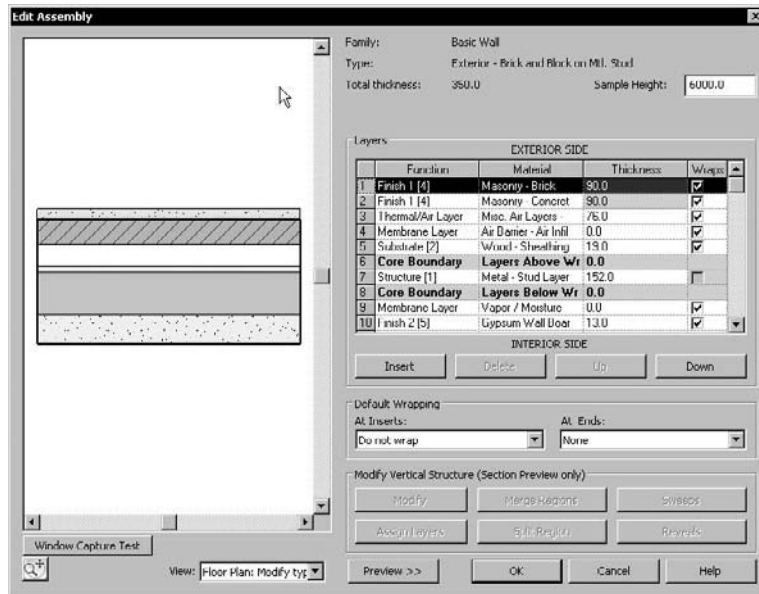 Edit Assembly
Family: Basic Wall
Type: Exterior - Brick and Block on Mtl. Stud
Total thickness: 350.0 Sample Height: 6000.0
Layers
EXTERIOR SIDE
Function Material Thickness Wraps
1 Finish 1 [4] Masonry - Brick 90.0
2 Finish 1 [4] Masonry - Concret 90.0
3 Thermal/Air Layer Misc. Air Layers - 76.0
4 Membrane Layer Air Barrier - Air Infil 0.0
5 Substrate [2] Wood - Sheathing 19.0
6 Core Boundary Layers Above Wr 0.0
7 Structure [1] Metal - Stud Layer 152.0
8 Core Boundary Layers Below Wr 0.0
9 Membrane Layer Vapor / Moisture 0.0
10 Finish 2 [5] Gypsum Wall Boar 13.0
INTERIOR SIDE
Insert Delete Up Down
Default Wrapping
At Inserts: At Ends:
Do not wrap None
Modify Vertical Structure (Section Preview only)
Modify Merge Regions Sweeps
Assign Layers Split Region Reveals
Window Capture Test
View: Floor Plan: Modify typ
Preview >> OK Cancel Help